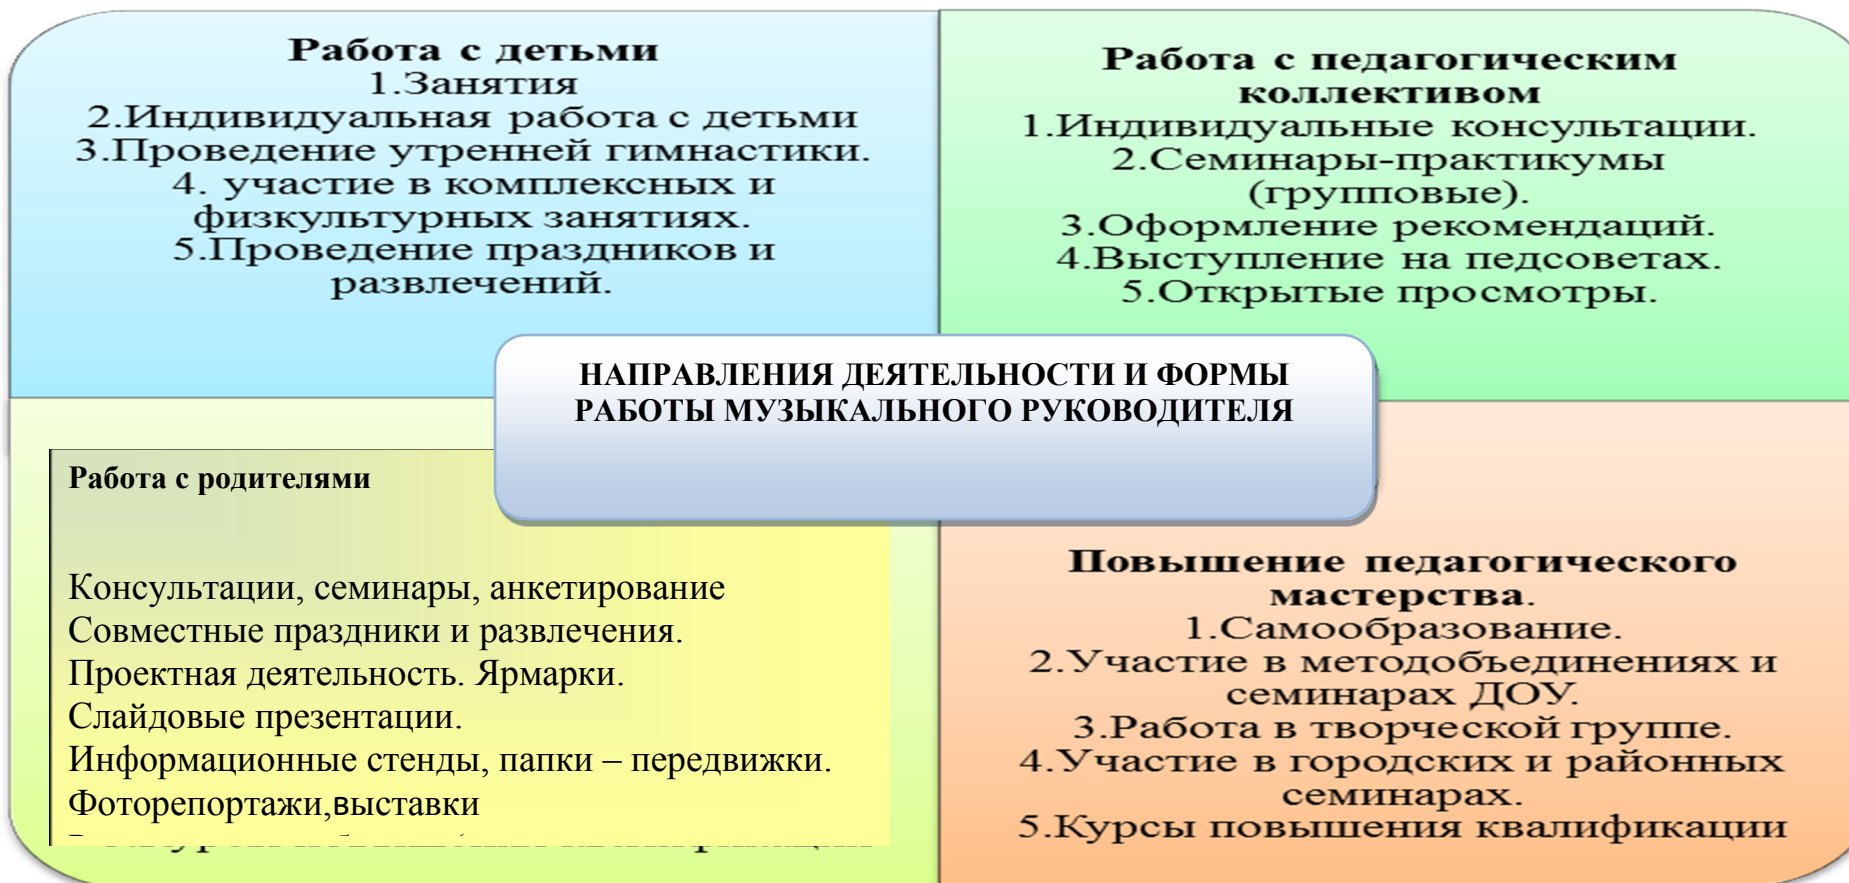 Работа с детьми
1.Занятия
2.Индивидуальная работа с детьми
3.Проведение утренней гимнастики.
4. участие в комплексных и
физкультурных занятиях.
5.Проведение праздников и
развлечений.
Работа с педагогическим
коллективом
1.Индивидуальные консультации.
2.Семинары-практикумы
(групповые).
3.Оформление рекомендаций.
4.Выступление на педсоветах.
5.Открытые просмотры.
НАПРАВЛЕНИЯ ДЕЯТЕЛЬНОСТИ И ФОРМЫ
РАБОТЫ МУЗЫКАЛЬНОГО РУКОВОДИТЕЛЯ
Работа с родителями
Консультации, семинары, анкетирование
Совместные праздники и развлечения.
Проектная деятельность. Ярмарки.
Слайдовые презентации.
Информационные стенды, папки – передвижки.
Фоторепортажи,выставки
Повышение педагогического
мастерства.
1.Самообразование.
2.Участие в методобъединениях и
семинарах ДОУ.
3.Работа в творческой группе.
4.Участие в городских и районных
семинарах.
5.Курсы повышения квалификации